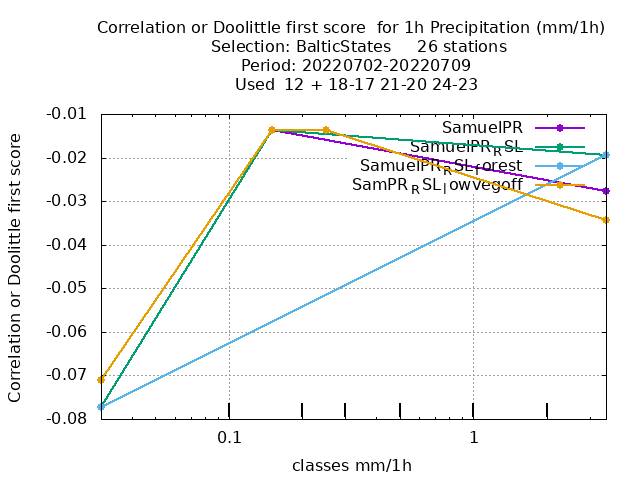 Correlation or Doolittle first score  for 1h Precipitation (mm/1h)
Selection: BalticStates     26 stations
Period: 20220702-20220709
Used  12 + 18-17 21-20 24-23
Correlation or Doolittle first score
-0.01
-0.02
-0.03
-0.04
-0.05
-0.06
-0.07
-0.08
SamuelPR
SamuelPR_RSL
SamuelPR_RSL_forest
SamPR_RSL_lowvegoff
0.1
1
classes mm/1h